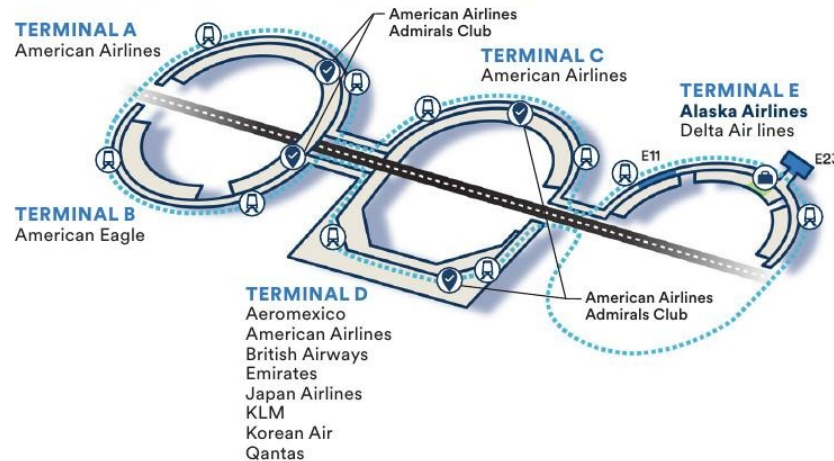 American Airlines
Admirals Club
TERMINAL A
American Airlines
TERMINAL C
American Airlines
TERMINAL E
Alaska Airlines
Delta Air lines
E11
E23
TERMINAL B
American Eagle
TERMINAL D
Aeromexico
American Airlines
British Airways
Emirates
Japan Airlines
KLM
Korean Air
Qantas
American Airlines
Admirals Club